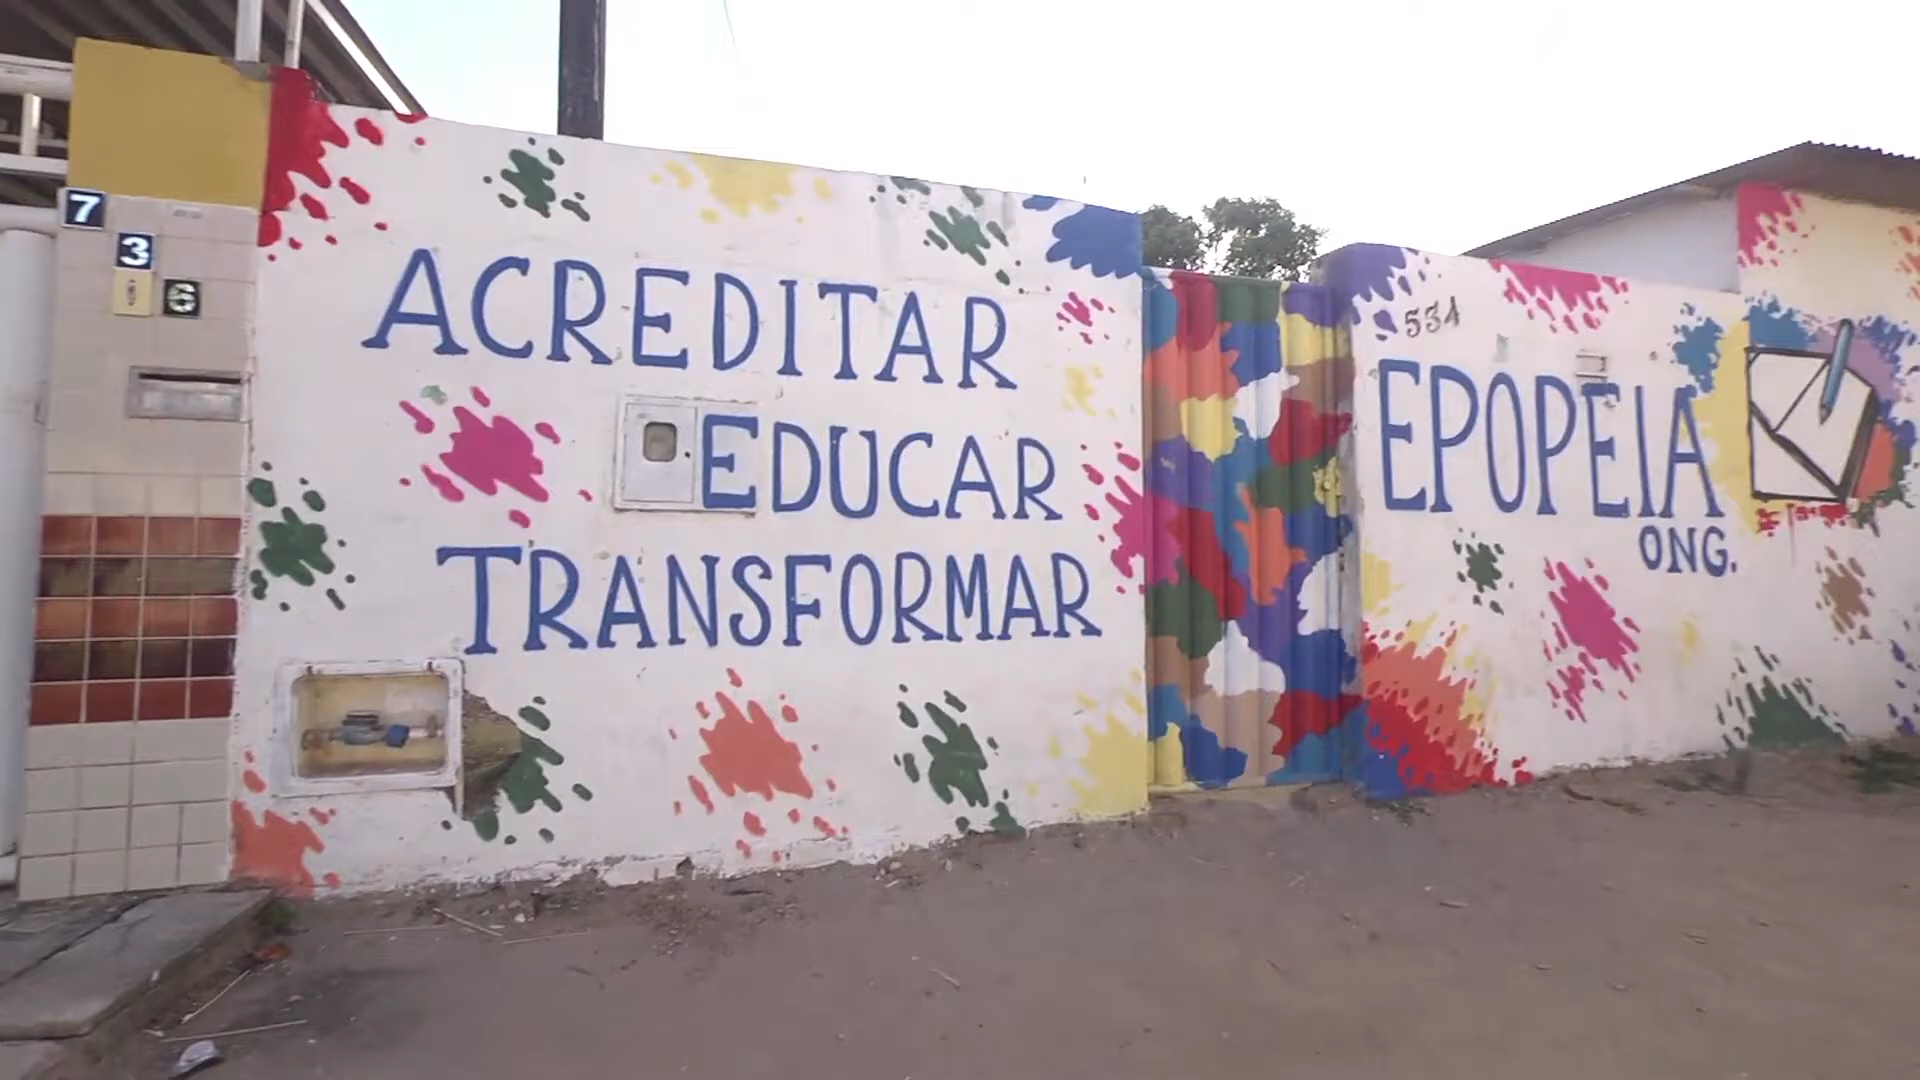 7
3
6
ACREDITAR
EDUCAR
TRANSFORMAR
534
EPOPEIA
ONG.